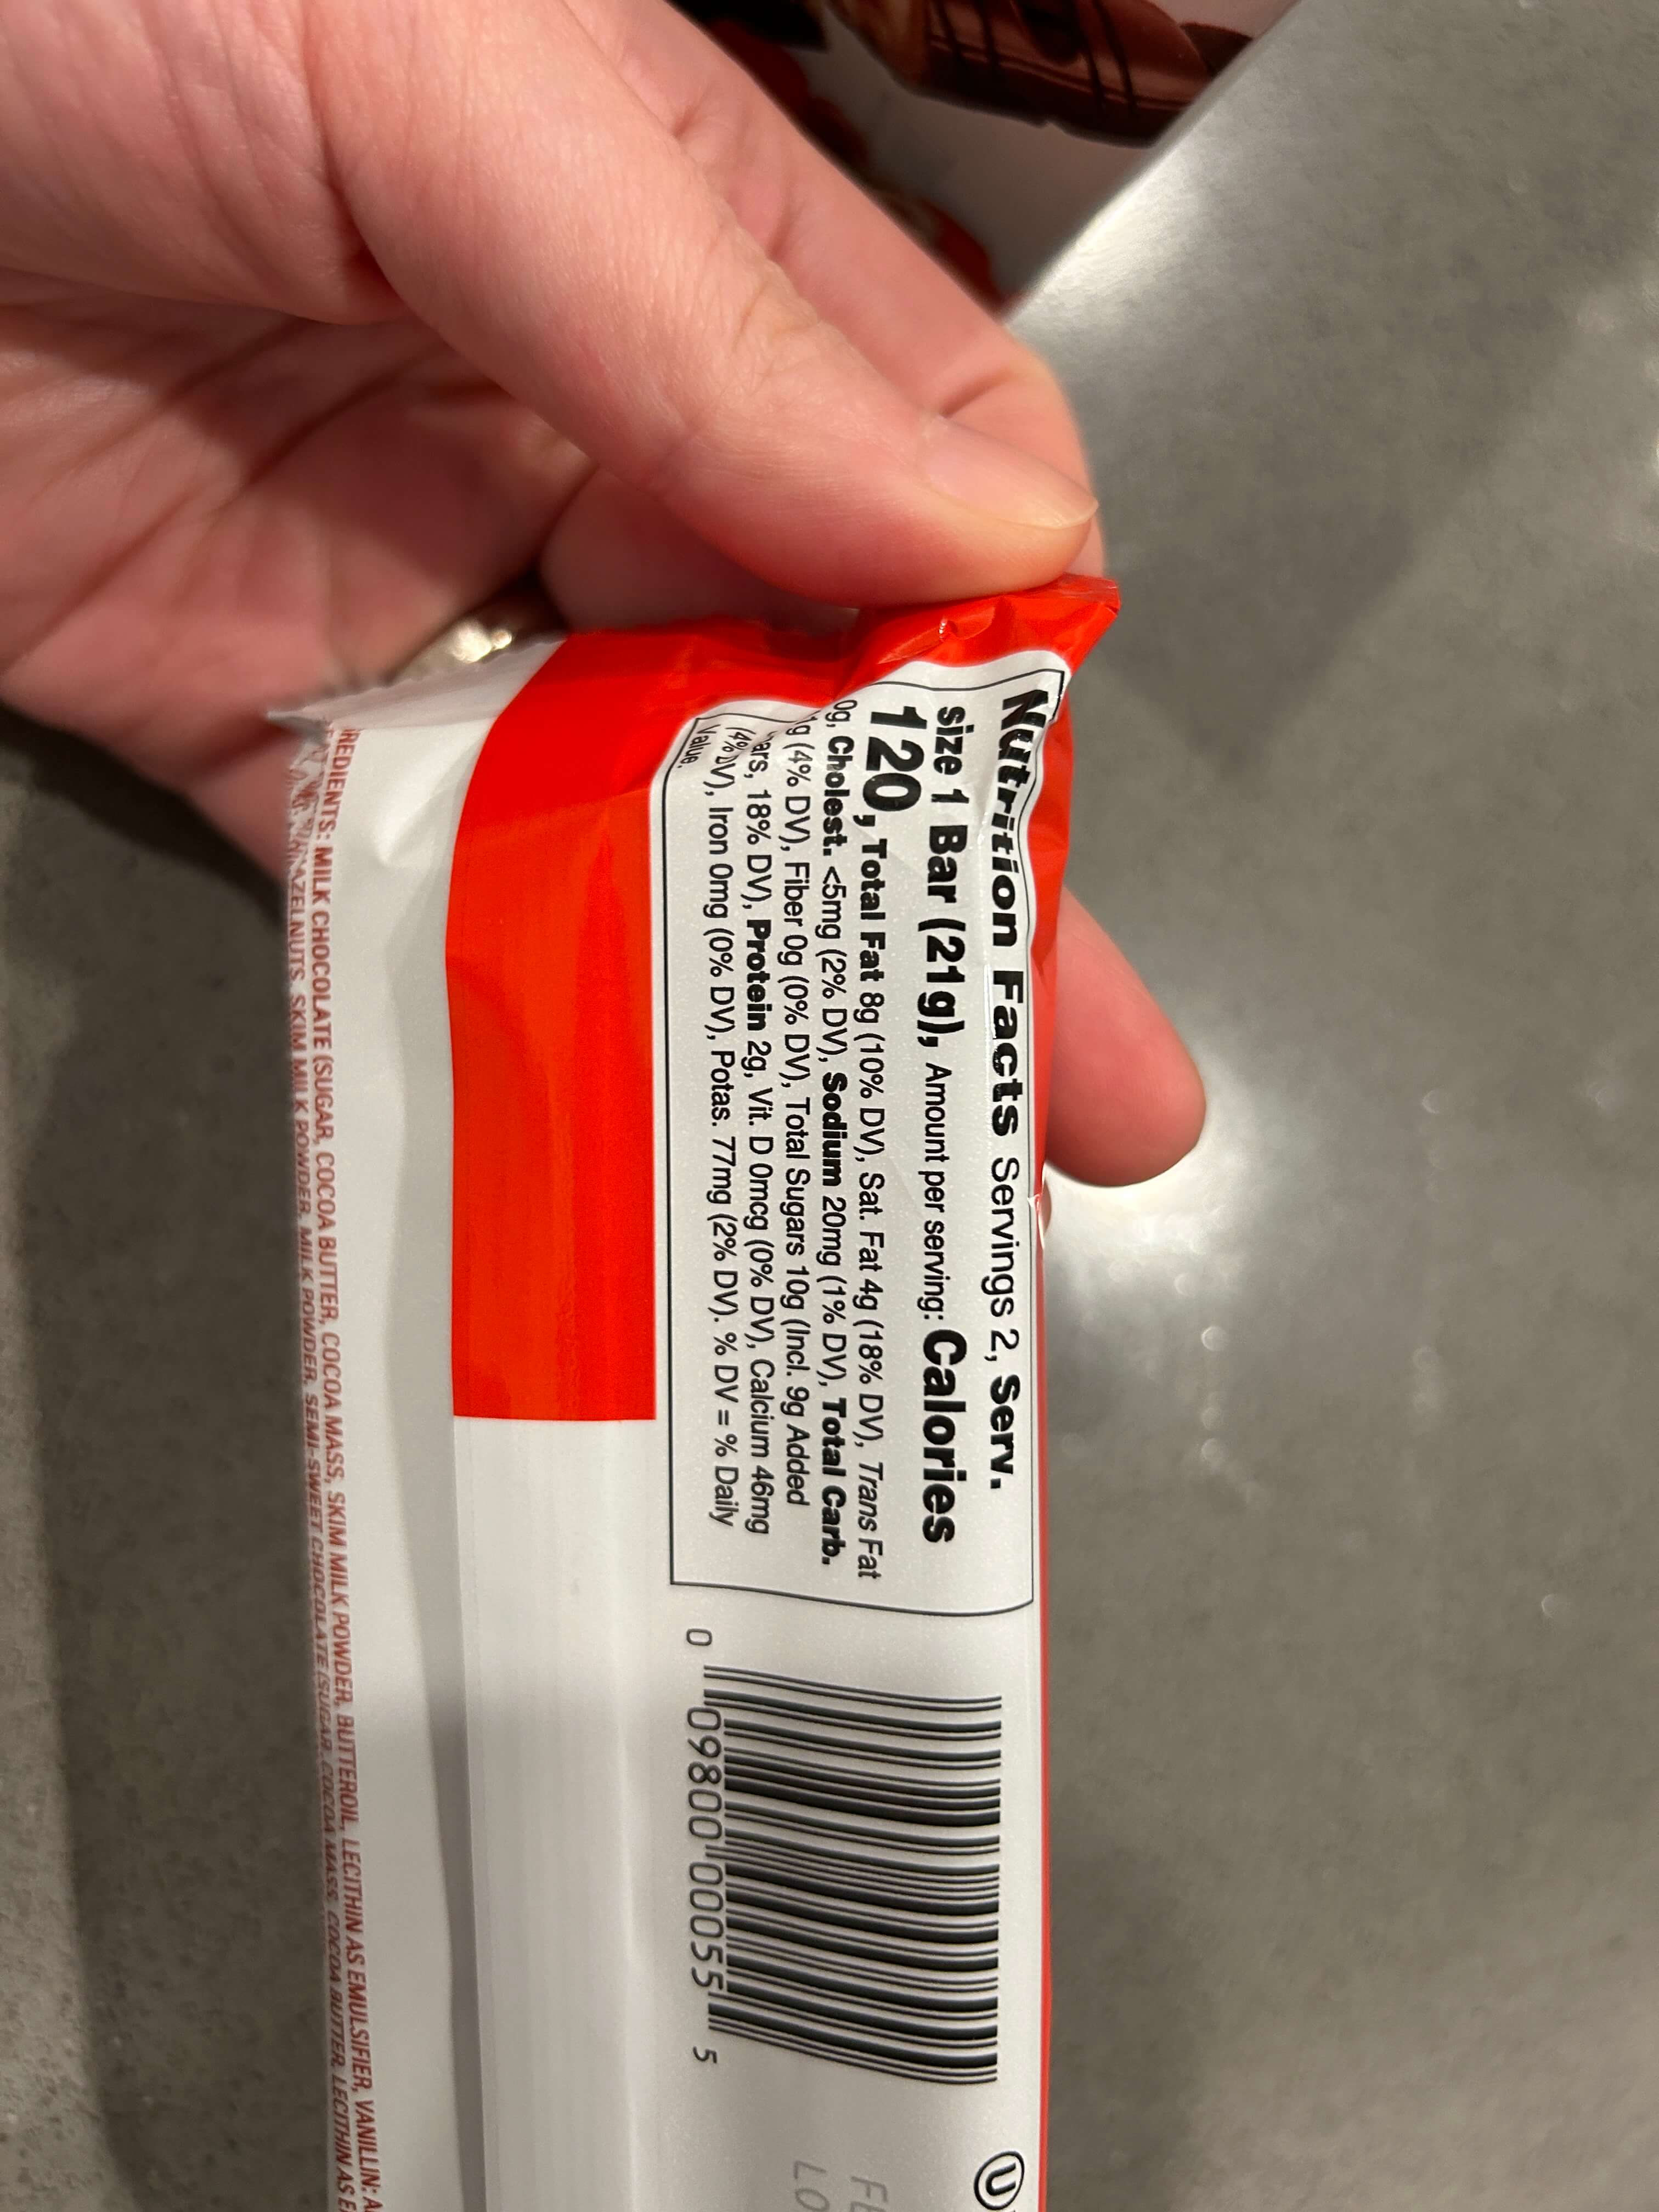 Nutrition Facts Servings 2, Serv.
size 1 Bar (21g), Amount per serving: Calories
120, Total Fat 8g (10% DV), Sat. Fat 4g (18% DV), Trans Fat
0g, Cholest. <5mg (2% DV), Sodium 20mg (1% DV), Total Carb.
(4% DV), Fiber 0g (0% DV), Total Sugars 10g (Incl. 9g Added
18% DV), Protein 2g, Vit. D 0mcg (0% DV), Calcium 46mg
(4% DV), Iron 0mg (0% DV), Potas. 77mg (2% DV). % DV = % Daily
Value.
0 09800 00055 5
U
REDIENTS: MILK CHOCOLATE (SUGAR, COCOA BUTTER, COCOA MASS, SKIM MILK POWDER, BUTTEROIL, LECITHIN AS EMULSIFIER, VANILLIN: A
HAZELNUTS, SKIM MILK POWDER, MILK POWDER, SEMI-SWEET CHOCOLATE (SUGAR, COCOA MASS, COCOA BUTTER, LECITHIN AS